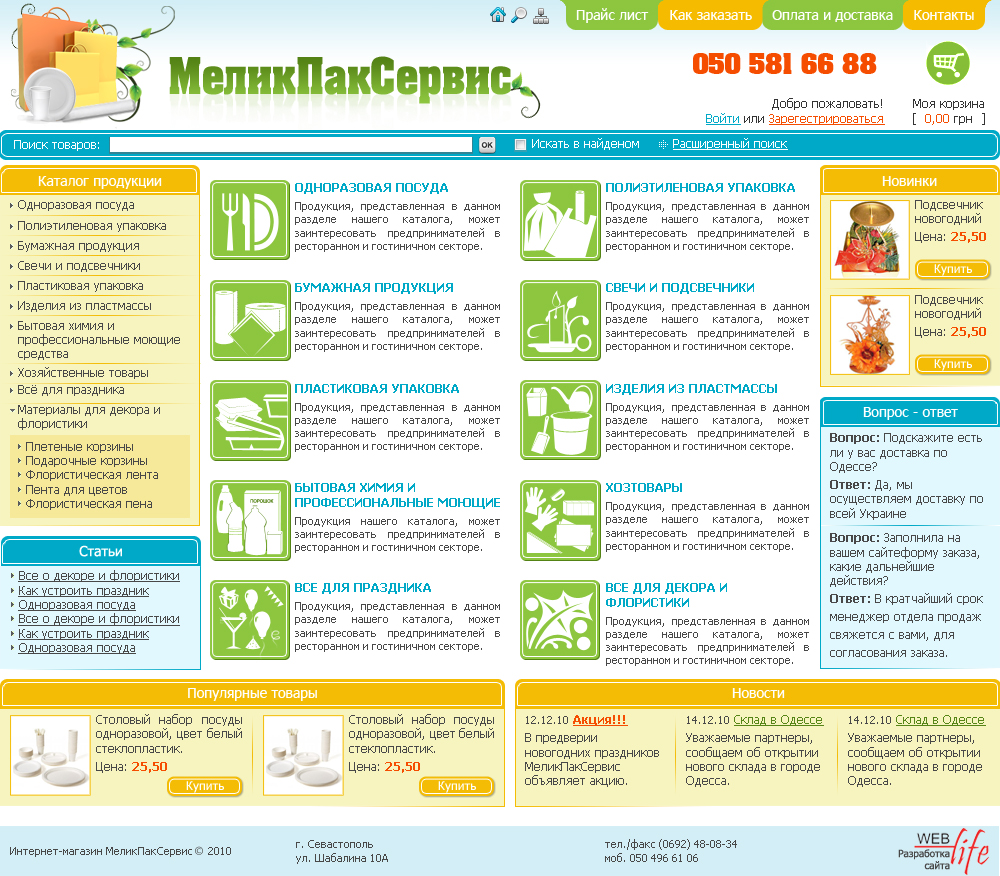 Прайс лист
Как заказать
Оплата и доставка
Контакты
МеликПакСервис
050 581 66 88
Добро пожаловать!
Войти или Зарегестрироваться
Моя корзина
[ 0,00 грн ]
Поиск товаров:
ОК
Искать в найденом
Расширенный поиск
Каталог продукции
Одноразовая посуда
Полиэтиленовая упаковка
Бумажная продукция
Свечи и подсвечники
Пластиковая упаковка
Изделия из пластмассы
Бытовая химия и
профессиональные моющие
средства
Хозяйственные товары
Всё для праздника
Материалы для декора и
флористики
Плетеные корзины
Подарочные корзины
Флористическая лента
Пента для цветов
Флористическая пена
Статьи
Все о декоре и флористики
Как устроить праздник
Одноразовая посуда
Все о декоре и флористики
Как устроить праздник
Одноразовая посуда
ОДНОРАЗОВАЯ ПОСУДА
Продукция, представленная в данном
разделе нашего каталога, может
заинтересовать предпринимателей в
ресторанном и гостиничном секторе.
ПОЛИЭТИЛЕНОВАЯ УПАКОВКА
Продукция, представленная в данном
разделе нашего каталога, может
заинтересовать предпринимателей в
ресторанном и гостиничном секторе.
БУМАЖНАЯ ПРОДУКЦИЯ
Продукция, представленная в данном
разделе нашего каталога, может
заинтересовать предпринимателей в
ресторанном и гостиничном секторе.
СВЕЧИ И ПОДСВЕЧНИКИ
Продукция, представленная в данном
разделе нашего каталога, может
заинтересовать предпринимателей в
ресторанном и гостиничном секторе.
ПЛАСТИКОВАЯ УПАКОВКА
Продукция, представленная в данном
разделе нашего каталога, может
заинтересовать предпринимателей в
ресторанном и гостиничном секторе.
ИЗДЕЛИЯ ИЗ ПЛАСТМАССЫ
Продукция, представленная в данном
разделе нашего каталога, может
заинтересовать предпринимателей в
ресторанном и гостиничном секторе.
ПОРОШОК
БЫТОВАЯ ХИМИЯ И
ПРОФЕССИОНАЛЬНЫЕ МОЮЩИЕ
Продукция нашего каталога, может
заинтересовать предпринимателей в
ресторанном и гостиничном секторе.
ХОЗТОВАРЫ
Продукция, представленная в данном
разделе нашего каталога, может
заинтересовать предпринимателей в
ресторанном и гостиничном секторе.
ВСЕ ДЛЯ ПРАЗДНИКА
Продукция, представленная в данном
разделе нашего каталога, может
заинтересовать предпринимателей в
ресторанном и гостиничном секторе.
ВСЕ ДЛЯ ДЕКОРА И
ФЛОРИСТИКИ
Продукция, представленная в данном
разделе нашего каталога, может
заинтересовать предпринимателей в
ресторанном и гостиничном секторе.
Новинки
Подсвечник
новогодний
Цена: 25,50
Купить
Подсвечник
новогодний
Цена: 25,50
Купить
Вопрос - ответ
Вопрос: Подскажите есть
ли у вас доставка по
Одессе?
Ответ: Да, мы
осуществляем доставку по
всей Украине
Вопрос: Заполнила на
вашем сайтеформу заказа,
какие дальнейшие
действия?
Ответ: В кратчайший срок
менеджер отдела продаж
свяжется с вами, для
согласования заказа.
Популярные товары
Столовый набор посуды
одноразовой, цвет белый
стеклопластик.
Цена: 25,50
Купить
Столовый набор посуды
одноразовой, цвет белый
стеклопластик.
Цена: 25,50
Купить
Новости
12.12.10 Акция!!!
В предверии
новогодних праздников
МеликПакСервис
объявляет акцию.
14.12.10 Склад в Одессе
Уважаемые партнеры,
сообщаем об открытии
нового склада в городе
Одесса.
14.12.10 Склад в Одессе
Уважаемые партнеры,
сообщаем об открытии
нового склада в городе
Одесса.
Интернет-магазин МеликПакСервис © 2010
г. Севастополь
ул. Шабалина 10А
тел./факс (0692) 48-08-34
моб. 050 496 61 06
WEB life
Разработка
сайта